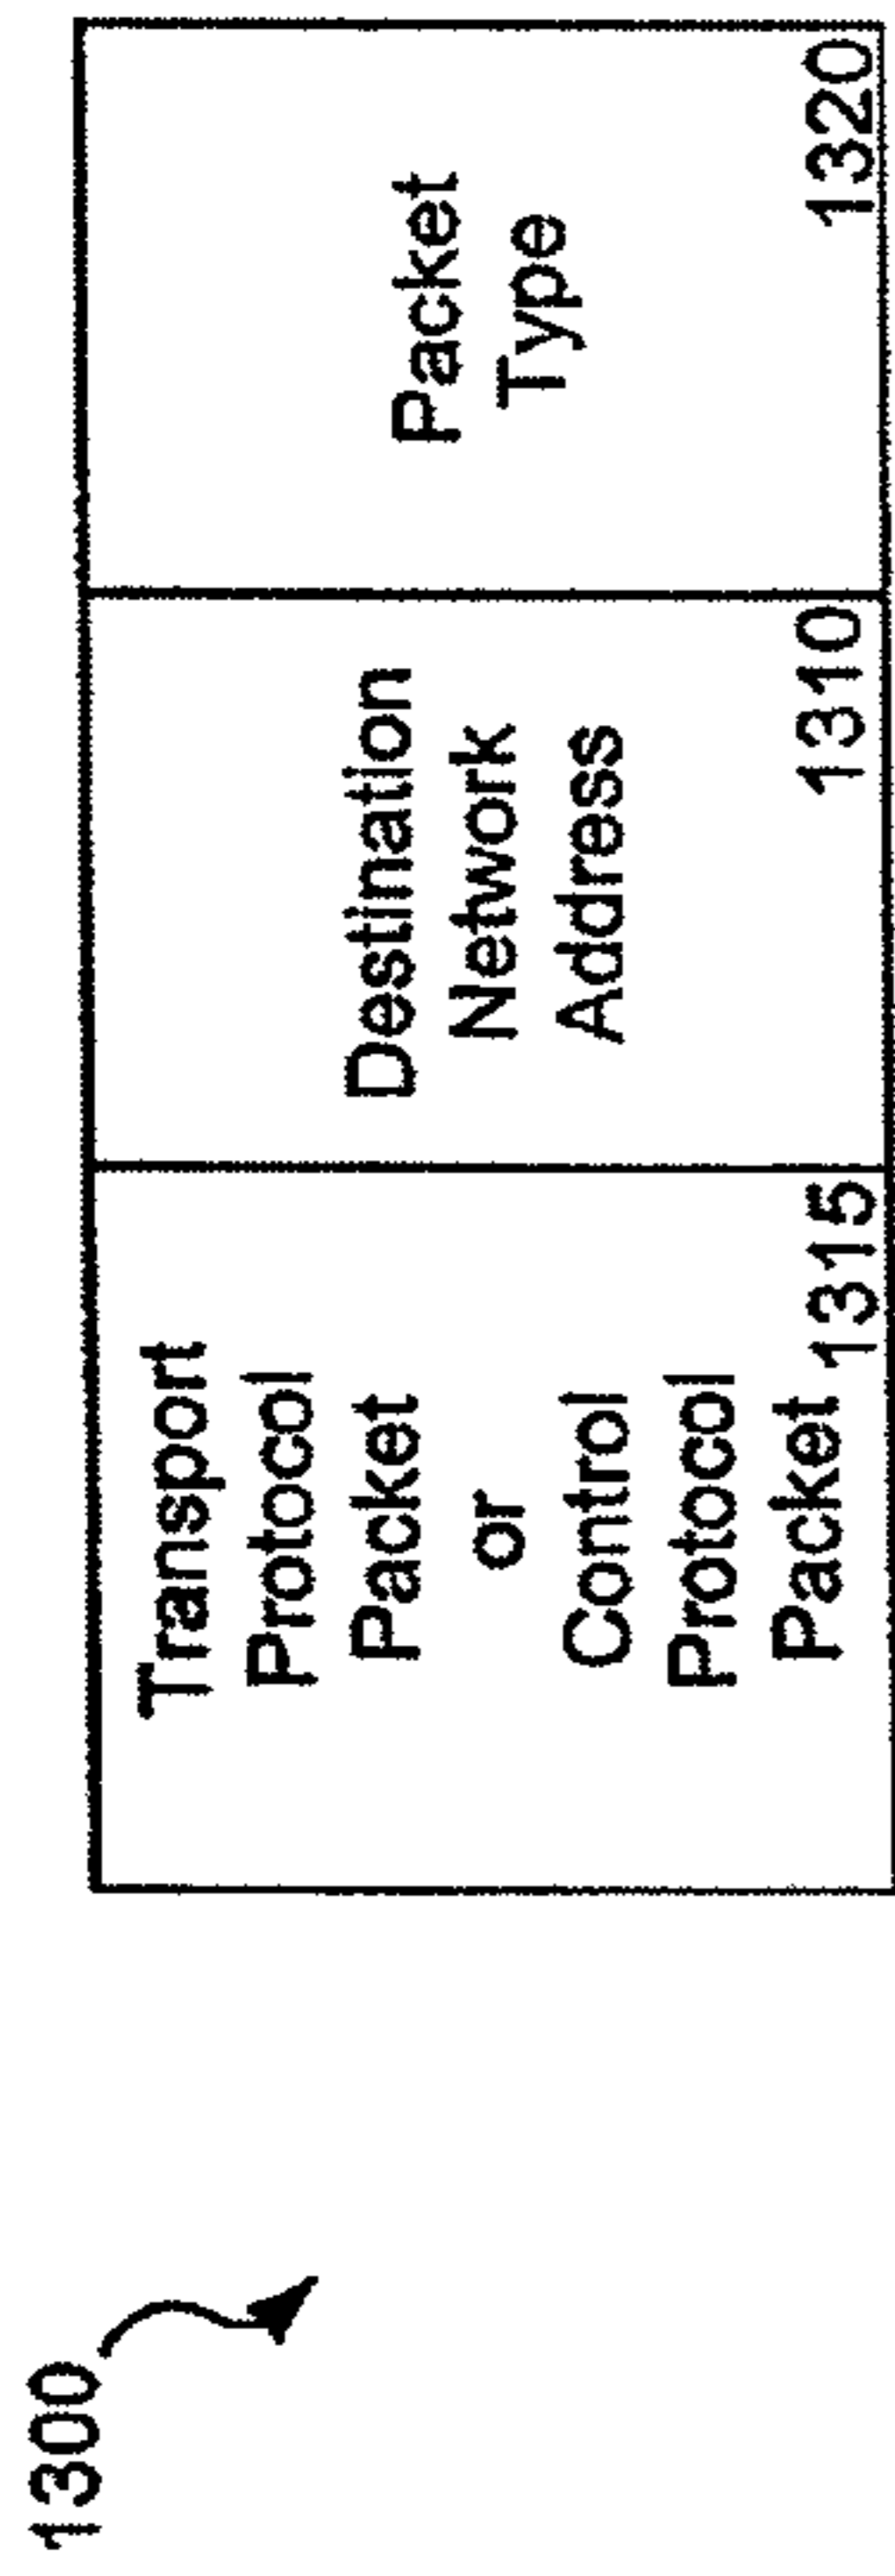 1300
Transport
Protocol
Packet
or
Control
Protocol
Packet
1315
Destination
Network
Address
1310
Packet
Type
1320